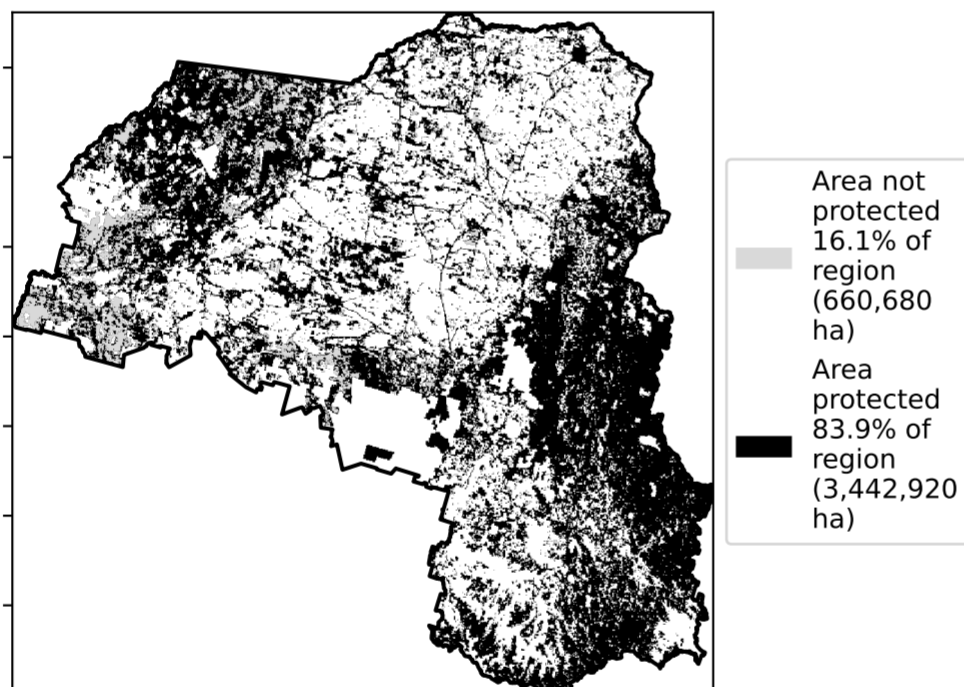 Area not
protected
16.1% of
region
(660,680
ha)
Area
protected
83.9% of
region
(3,442,920
ha)